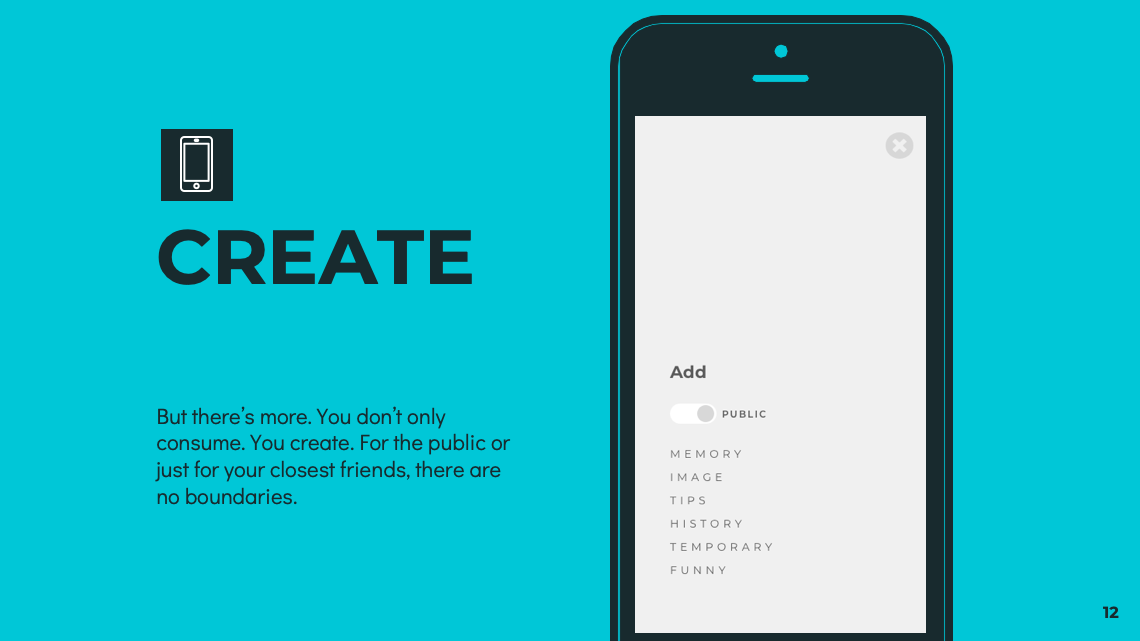 CREATE
But there’s more. You don’t only
consume. You create. For the public or
just for your closest friends, there are
no boundaries.
Add
PUBLIC
MEMORY
IMAGE
TIPS
HISTORY
TEMPORARY
FUNNY
12